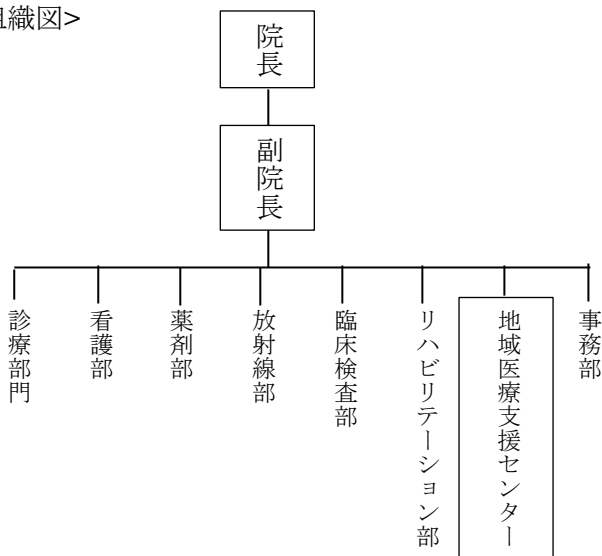 織図>
院長
副院長
診療部門
看護部
薬剤部
放射線部
臨床検査部
リハビリテーション部
地域医療支援センター
事務部